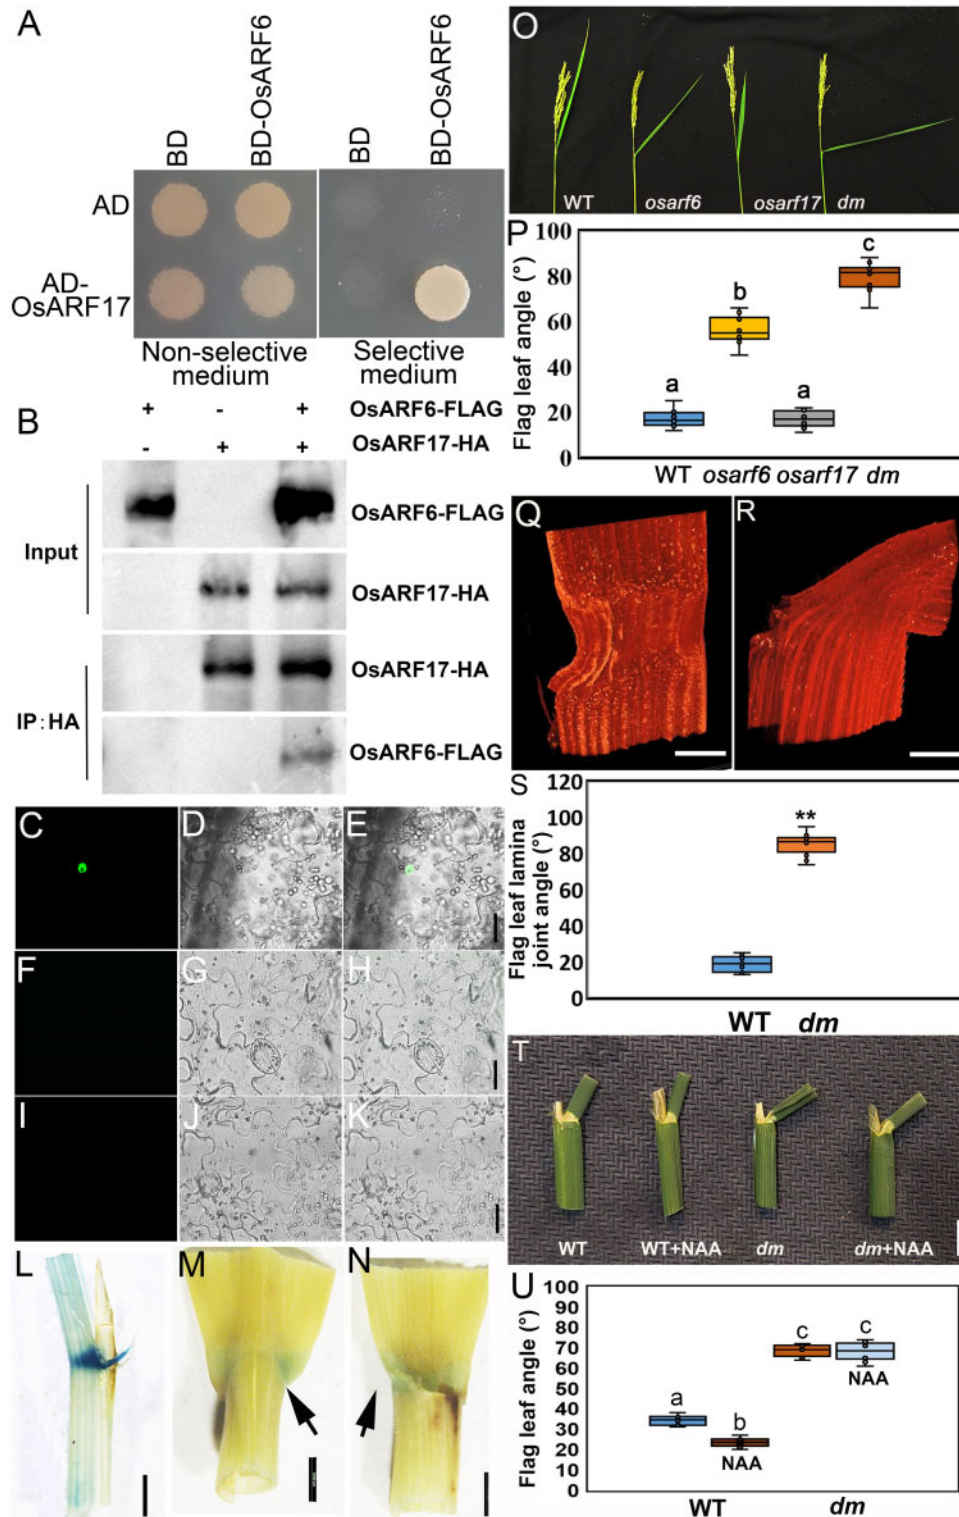 A
BD
BD-OsARF6
BD
BD-OsARF6
AD
AD-
OsARF17
Non-selective
medium
Selective
medium
B
+ - + OsARF6-FLAG
- + + OsARF17-HA
Input
OsARF6-FLAG
OsARF17-HA
IP:HA
OsARF17-HA
OsARF6-FLAG
C
D
E
F
G
H
I
J
K
L
M
N
O
WT
osarf6
osarf17
dm
P
Flag leaf angle (°)
100
80
60
40
20
0
a
b
a
c
WT osarf6 osarf17 dm
Q
R
S
Flag leaf lamina
joint angle (°)
120
100
80
60
40
20
0
**
WT dm
T
WT
WT+NAA
dm
dm+NAA
U
Flag leaf angle (°)
100
90
80
70
60
50
40
30
20
10
0
a
b
NAA
c
c
NAA
WT dm